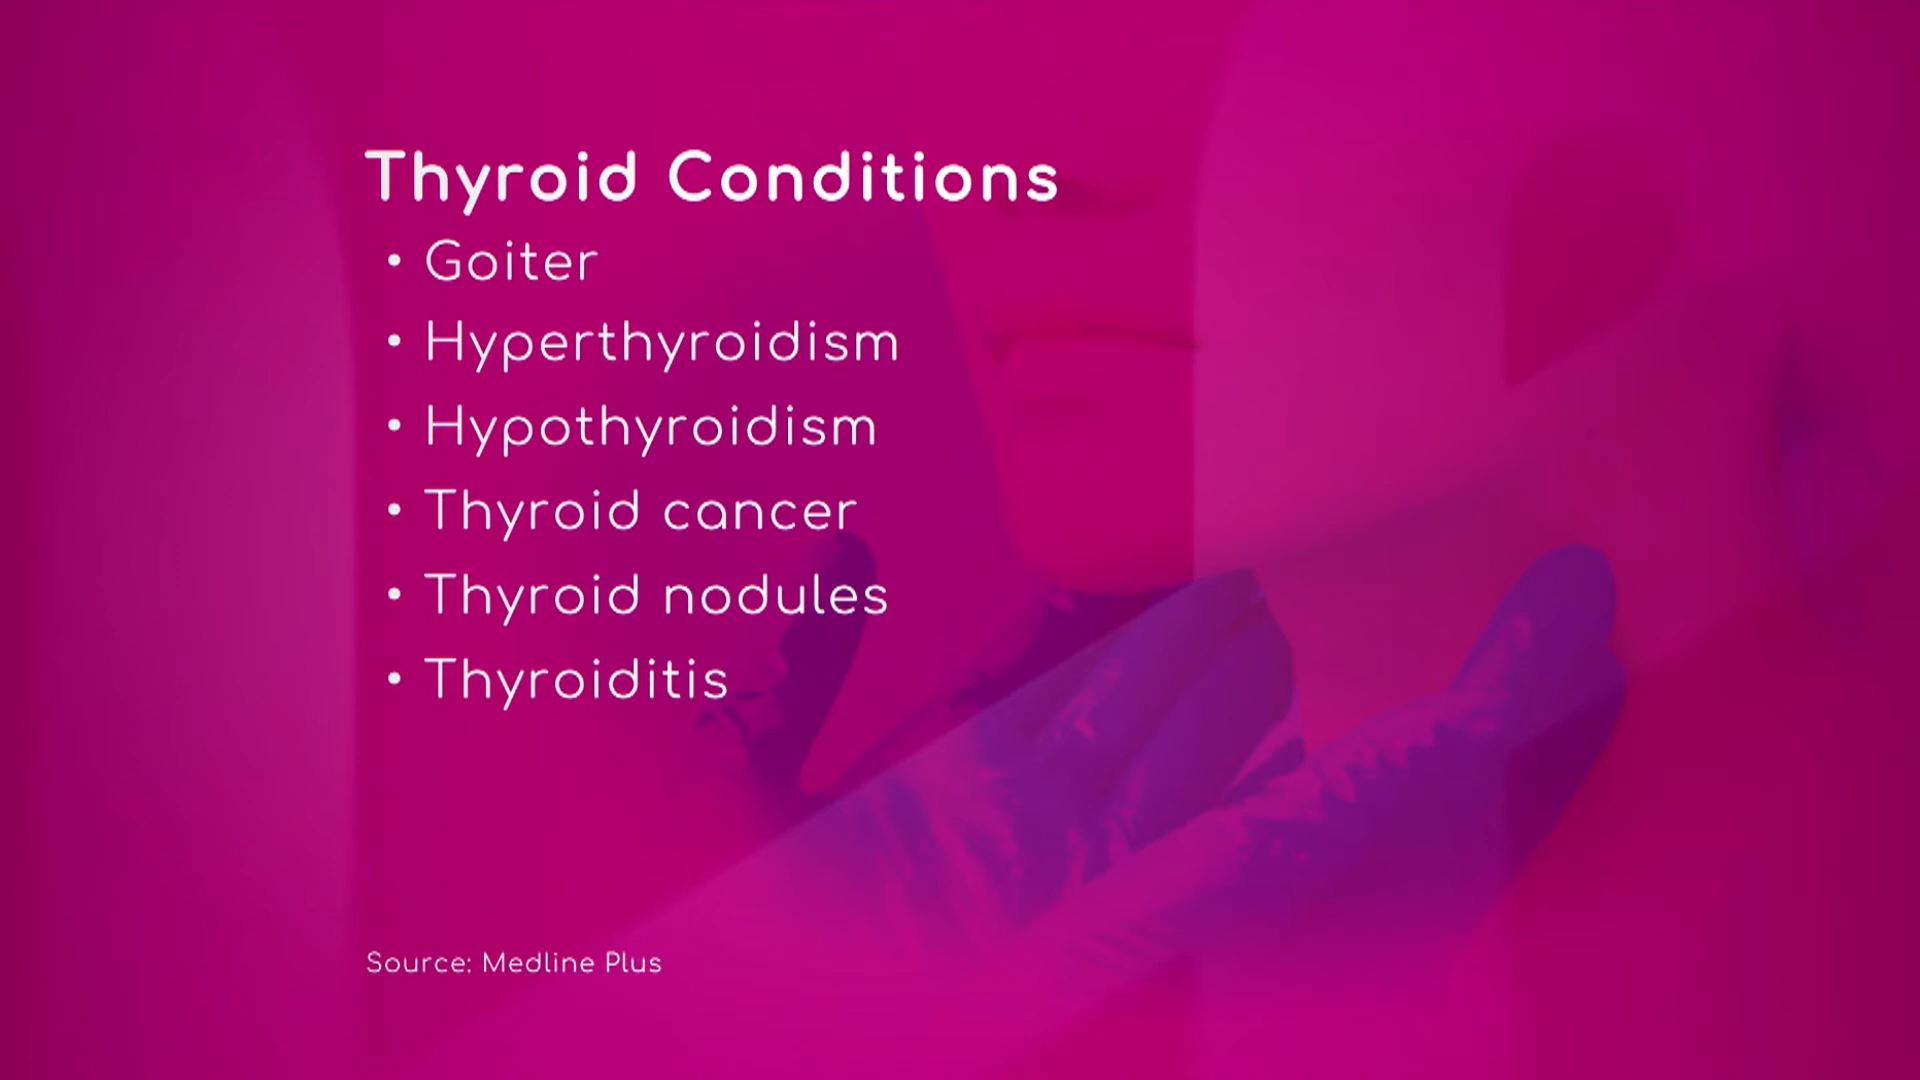 Thyroid Conditions
• Goiter
• Hyperthyroidism
• Hypothyroidism
• Thyroid cancer
• Thyroid nodules
• Thyroiditis
Source: Medline Plus